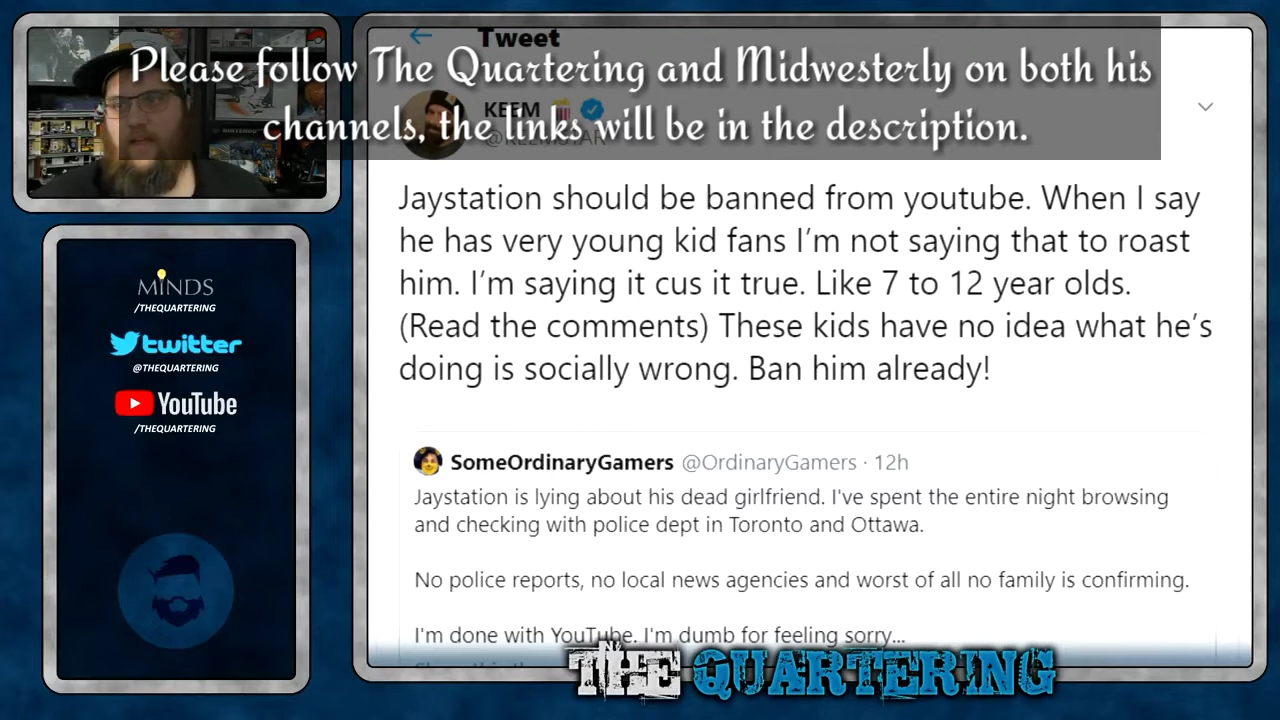 Please follow The Quartering and Midwesterly on both his
channels, the links will be in the description.
Tweet
KEEM
@KEEMSTAR
Jaystation should be banned from youtube. When I say
he has very young kid fans I'm not saying that to roast
him. I'm saying it cus it true. Like 7 to 12 year olds.
(Read the comments) These kids have no idea what he's
doing is socially wrong. Ban him already!
SomeOrdinaryGamers @OrdinaryGamers · 12h
Jaystation is lying about his dead girlfriend. I've spent the entire night browsing
and checking with police dept in Toronto and Ottawa.
No police reports, no local news agencies and worst of all no family is confirming.
I'm done with YouTube. I'm dumb for feeling sorry...
MINDS
/THEQUARTERING
twitter
@THEQUARTERING
YouTube
/THEQUARTERING
THE QUARTERING